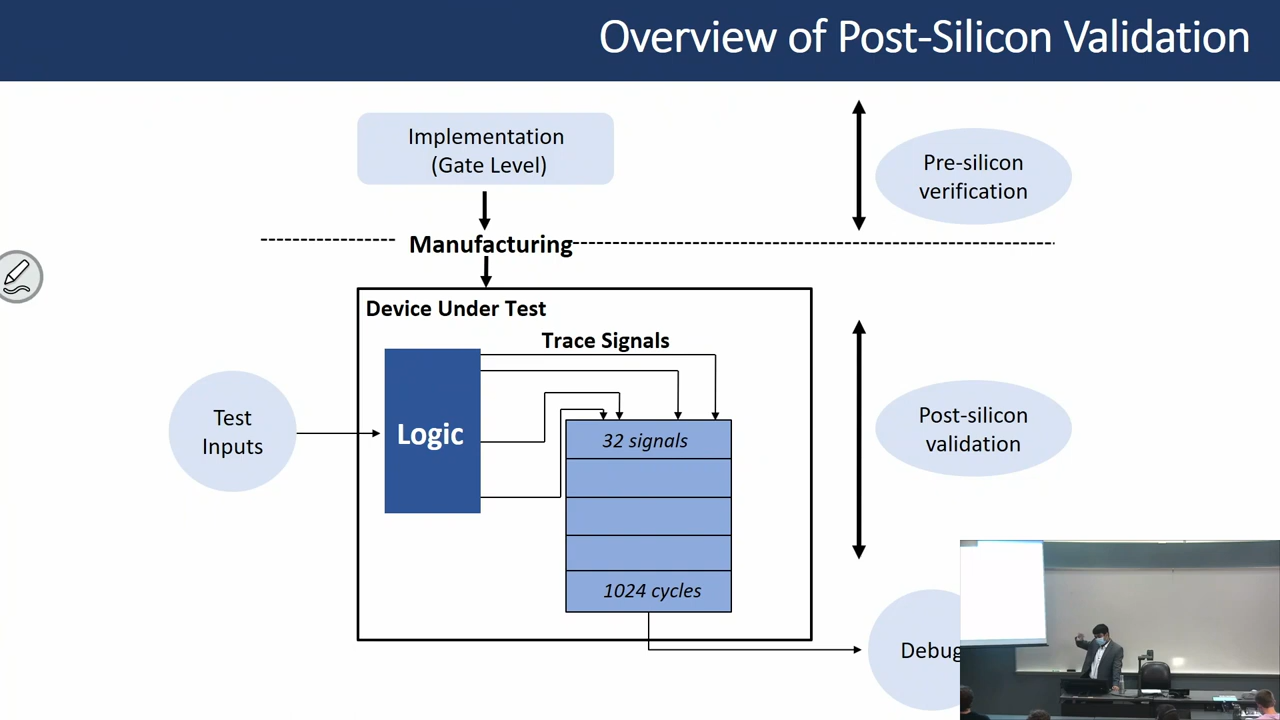 Overview of Post-Silicon Validation
Implementation
(Gate Level)
Pre-silicon
verification
Manufacturing
Device Under Test
Trace Signals
Test
Inputs
Logic
32 signals
1024 cycles
Post-silicon
validation
Debug